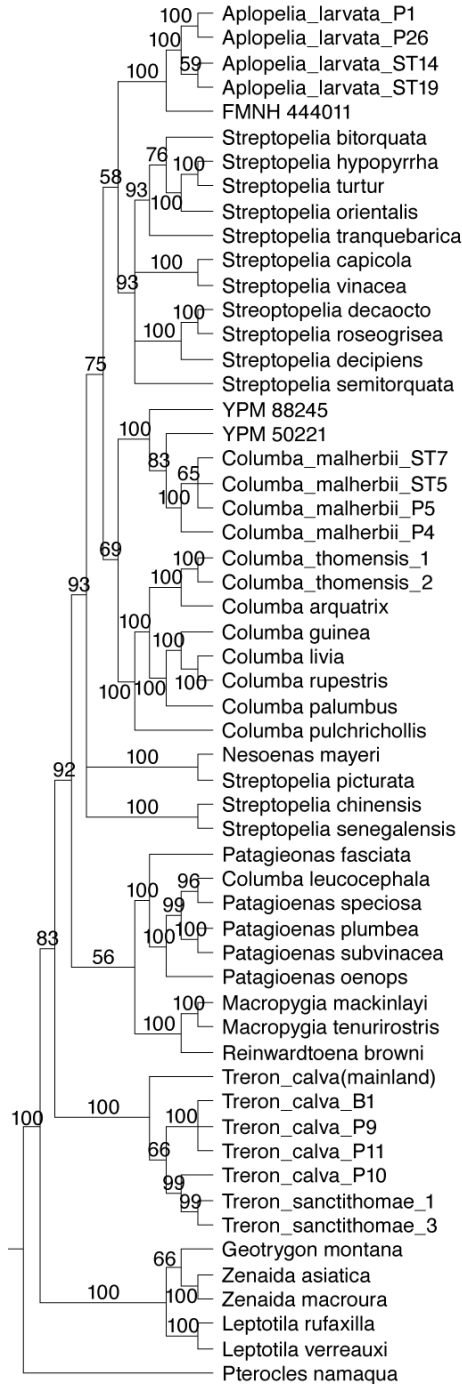 100
Aplopelia_larvata_P1
100
Aplopelia_larvata_P26
59
Aplopelia_larvata_ST14
100
Aplopelia_larvata_ST19
FMNH 444011
Streptopelia bitorquata
76
100
Streptopelia hypopyrrha
58
93
Streptopelia turtur
100
Streptopelia orientalis
Streptopelia tranquebarica
100
Streptopelia capicola
93
Streptopelia vinacea
100
Streoptopelia decaocto
100
Streptopelia roseogrisea
Streptopelia decipiens
75
Streptopelia semitorquata
YPM 88245
100
YPM 50221
83
Columba_malherbii_ST7
65
Columba_malherbii_ST5
100
Columba_malherbii_P5
Columba_malherbii_P4
69
100
Columba_thomensis_1
93
100
Columba_thomensis_2
Columba arquatrix
100
100
Columba guinea
Columba livia
100
100
100
Columba rupestris
Columba palumbus
Columba pulchrichollis
100
Nesoenas mayeri
92
Streptopelia picturata
100
Streptopelia chinensis
Streptopelia senegalensis
Patagieonas fasciata
100
96
Columba leucocephala
99
Patagioenas speciosa
83
100
100
Patagioenas plumbea
56
Patagioenas subvinacea
Patagioenas oenops
100
Macropygia mackinlayi
100
Macropygia tenurirostris
Reinwardtoena browni
Treron_calva(mainland)
100
100
Treron_calva_B1
100
Treron_calva_P9
66
Treron_calva_P11
99
Treron_calva_P10
99
Treron_sanctithomae_1
Treron_sanctithomae_3
66
Geotrygon montana
Zenaida asiatica
100
100
Zenaida macroura
100
Leptotila rufaxilla
Leptotila verreauxi
Pterocles namaqua